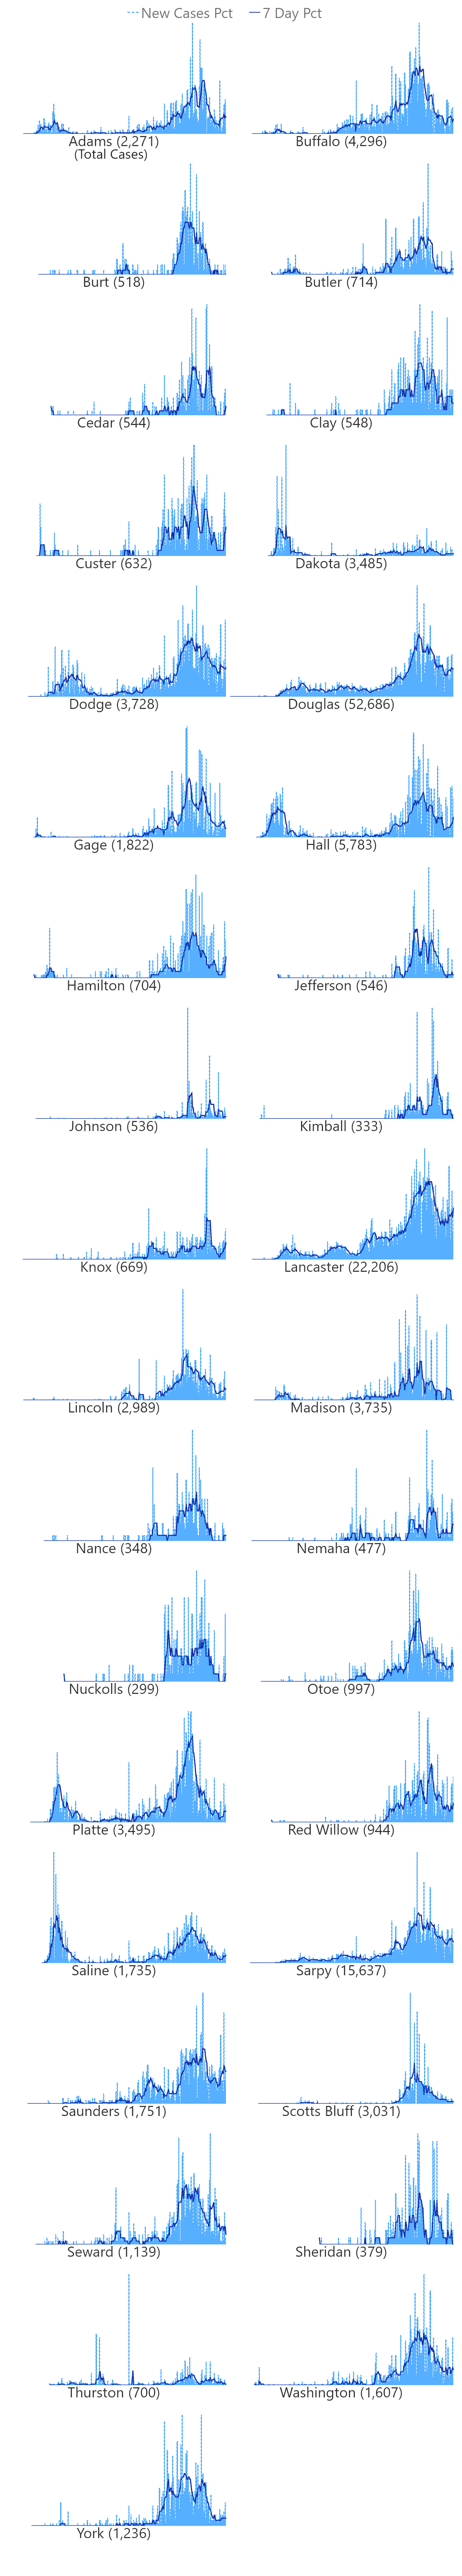 New Cases Pct 7 Day Pct
Adams (2,271)
(Total Cases)
Buffalo (4,296)
Burt (518)
Butler (714)
Cedar (544)
Clay (548)
Custer (632)
Dakota (3,485)
Dodge (3,728)
Douglas (52,686)
Gage (1,822)
Hall (5,783)
Hamilton (704)
Jefferson (546)
Johnson (536)
Kimball (333)
Knox (669)
Lancaster (22,206)
Lincoln (2,989)
Madison (3,735)
Nance (348)
Nemaha (477)
Nuckolls (299)
Otoe (997)
Platte (3,495)
Red Willow (944)
Saline (1,735)
Sarpy (15,637)
Saunders (1,751)
Scotts Bluff (3,031)
Seward (1,139)
Sheridan (379)
Thurston (700)
Washington (1,607)
York (1,236)